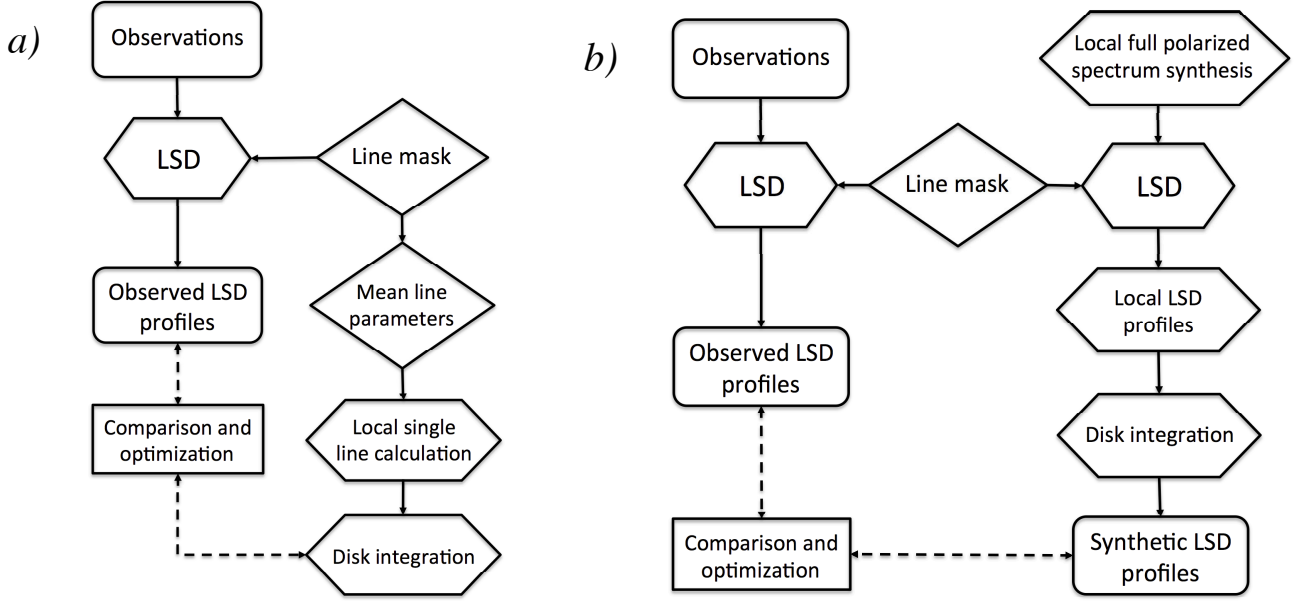 a)
Observations
LSD
Line mask
Observed LSD
profiles
Mean line
parameters
Comparison and
optimization
Local single
line calculation
Disk integration
b)
Observations
Local full polarized
spectrum synthesis
LSD
Line mask
LSD
Local LSD
profiles
Observed LSD
profiles
Disk integration
Comparison and
optimization
Synthetic LSD
profiles